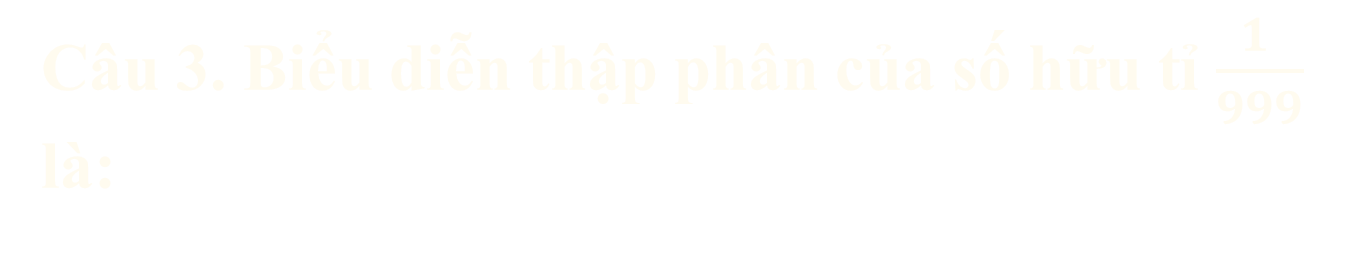 Câu 3. Biểu diễn thập phân của số hữu tỉ 1/999
là: